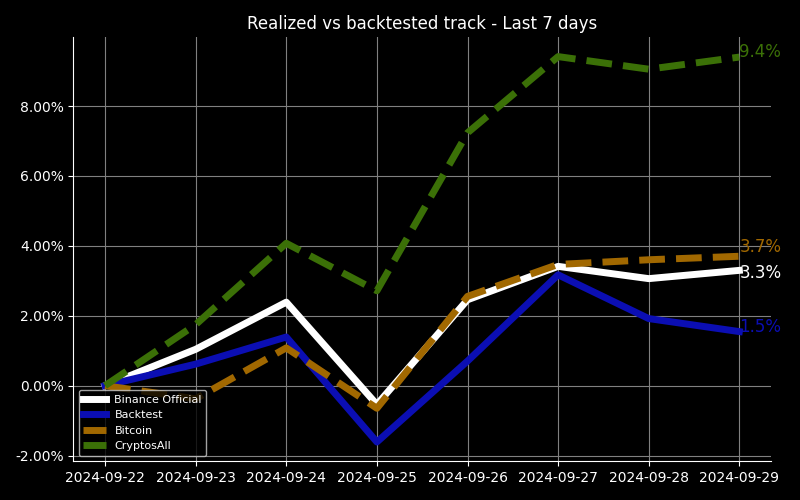 Realized vs backtested track - Last 7 days
9.4%
8.00%
6.00%
4.00%
3.7%
3.3%
2.00%
1.5%
0.00%
Binance Official
Backtest
Bitcoin
CryptosAll
-2.00%
2024-09-22 2024-09-23 2024-09-24 2024-09-25 2024-09-26 2024-09-27 2024-09-28 2024-09-29